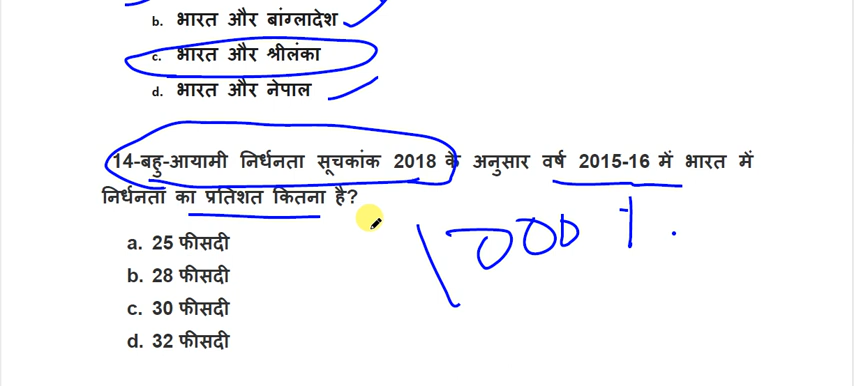 b. भारत और बांग्लादेश
c. भारत और श्रीलंका
d. भारत और नेपाल
14-बहु-आयामी निर्धनता सूचकांक 2018 के अनुसार वर्ष 2015-16 में भारत में
निर्धनता का प्रतिशत कितना है?
a. 25 फीसदी
b. 28 फीसदी
c. 30 फीसदी
d. 32 फीसदी